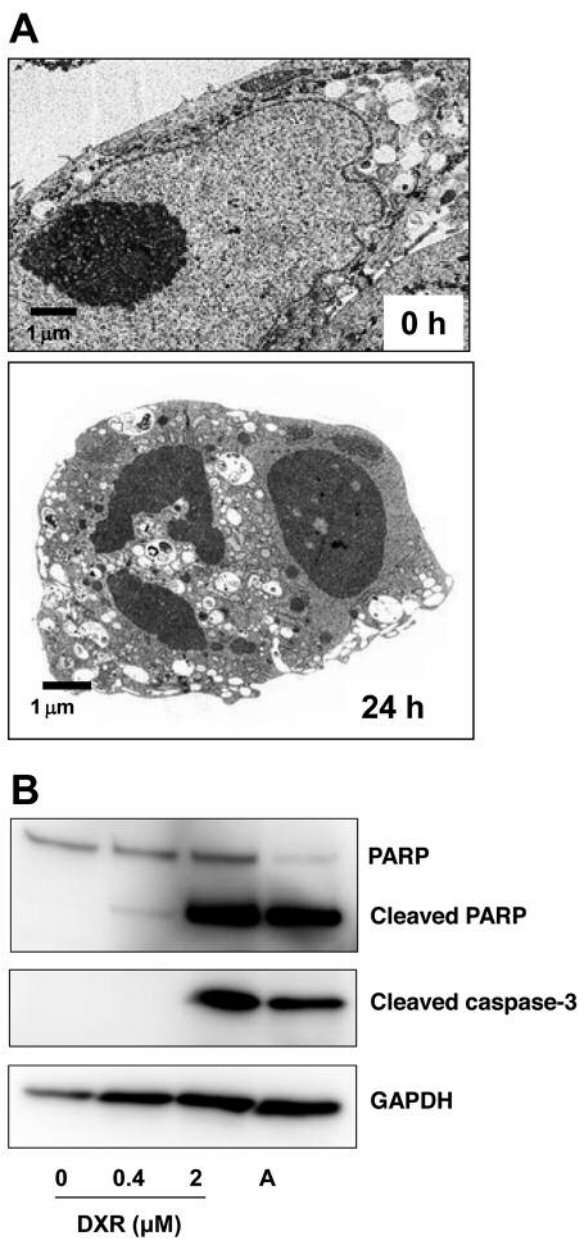 A
1 μm
0 h
1 μm
24 h
B
PARP
Cleaved PARP
Cleaved caspase-3
GAPDH
0 0.4 2 A
DXR (μM)